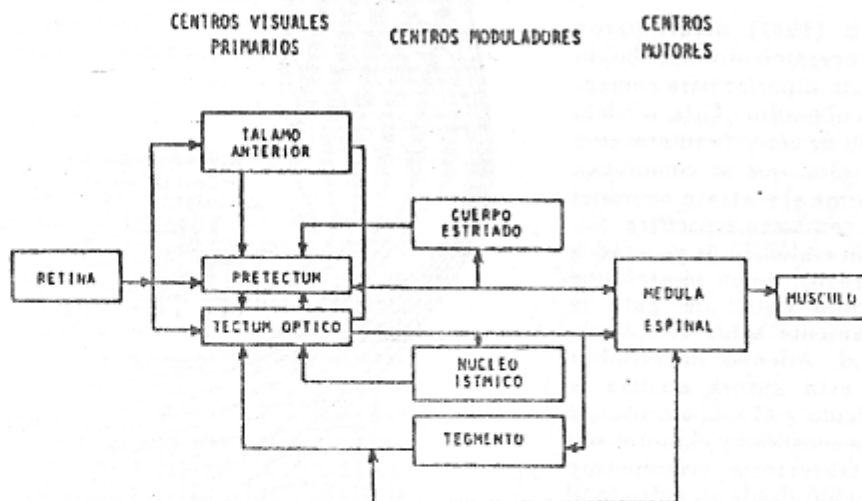 CENTROS VISUALES
PRIMARIOS
CENTROS MODULADORES
CENTROS
MOTORES
TALAMO
ANTERIOR
CUERPO
ESTRIADO
RETINA
PRETECTUM
TECTUM OPTICO
MEDULA
ESPINAL
MUSCULO
NUCLEO
ISTMICO
TEGMENTO